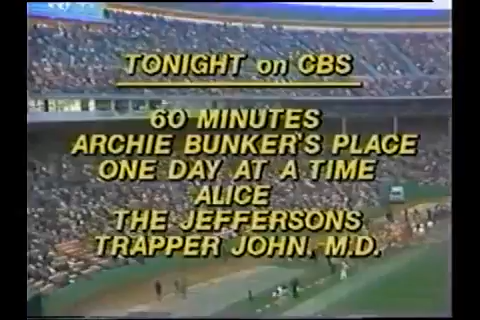 TONIGHT on CBS
60 MINUTES
ARCHIE BUNKER'S PLACE
ONE DAY AT A TIME
ALICE
THE JEFFERSONS
TRAPPER JOHN, M.D.